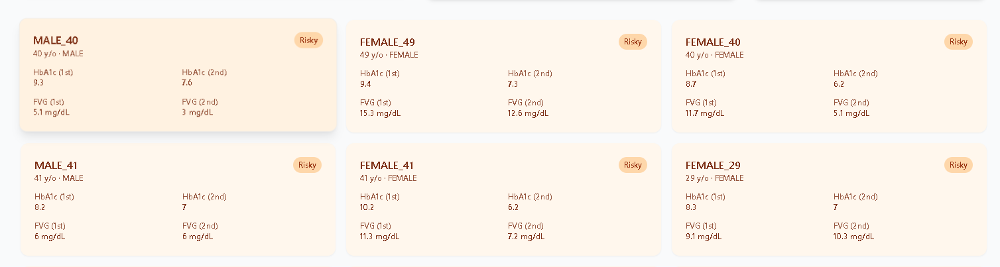 MALE_40
Risky
40 y/o · MALE
HbA1c (1st)
HbA1c (2nd)
9.3
7.6
FVG (1st)
FVG (2nd)
5.1 mg/dL
3 mg/dL
FEMALE_49
Risky
49 y/o · FEMALE
HbA1c (1st)
HbA1c (2nd)
9.4
7.3
FVG (1st)
FVG (2nd)
15.3 mg/dL
12.6 mg/dL
FEMALE_40
Risky
40 y/o · FEMALE
HbA1c (1st)
HbA1c (2nd)
8.7
6.2
FVG (1st)
FVG (2nd)
11.7 mg/dL
5.1 mg/dL
MALE_41
Risky
41 y/o · MALE
HbA1c (1st)
HbA1c (2nd)
8.2
7
FVG (1st)
FVG (2nd)
6 mg/dL
6 mg/dL
FEMALE_41
Risky
41 y/o · FEMALE
HbA1c (1st)
HbA1c (2nd)
10.2
6.2
FVG (1st)
FVG (2nd)
11.3 mg/dL
7.2 mg/dL
FEMALE_29
Risky
29 y/o · FEMALE
HbA1c (1st)
HbA1c (2nd)
8.3
7
FVG (1st)
FVG (2nd)
9.1 mg/dL
10.3 mg/dL